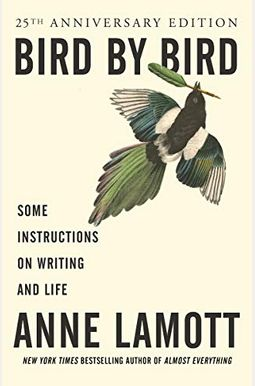 25TH ANNIVERSARY EDITION
BIRD BY BIRD
SOME
INSTRUCTIONS
ON WRITING
AND LIFE
ANNE LAMOTT
NEW YORK TIMES BESTSELLING AUTHOR OF ALMOST EVERYTHING